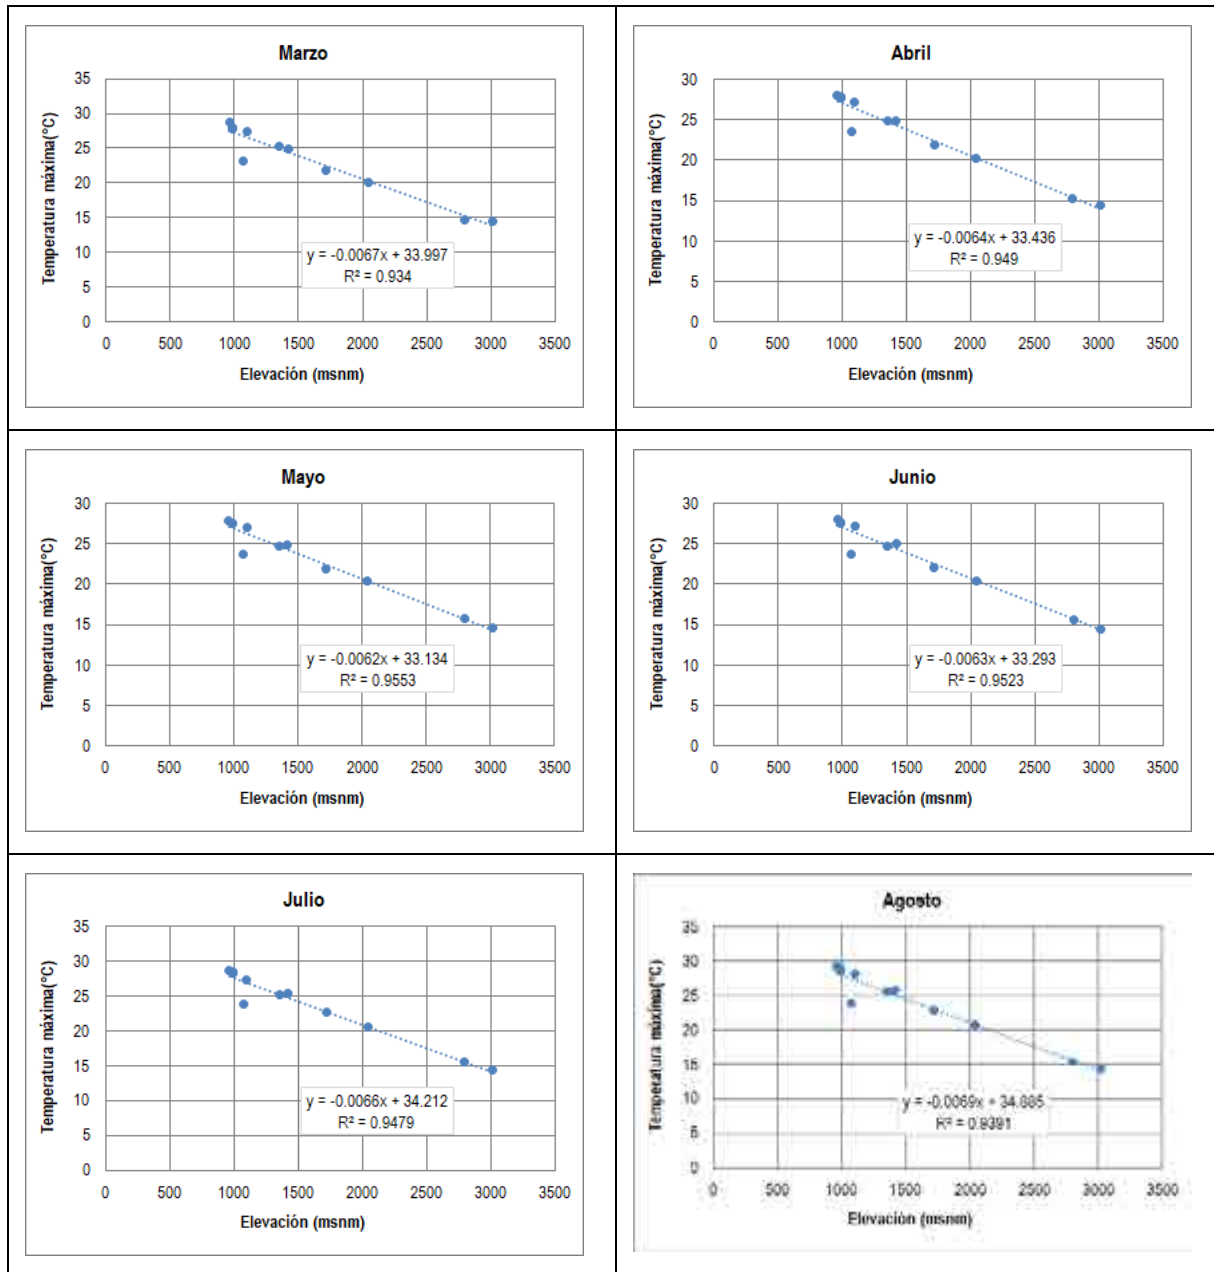 Marzo
Temperatura máxima(°C)
35
30
25
20
15
10
5
0
y = -0.0067x + 33.997
R² = 0.934
0 500 1000 1500 2000 2500 3000 3500
Elevación (msnm)
Abril
Temperatura máxima(°C)
30
25
20
15
10
5
0
y = -0.0064x + 33.436
R² = 0.949
0 500 1000 1500 2000 2500 3000 3500
Elevación (msnm)
Mayo
Temperatura máxima(°C)
30
25
20
15
10
5
0
y = -0.0062x + 33.134
R² = 0.9553
0 500 1000 1500 2000 2500 3000 3500
Elevación (msnm)
Junio
Temperatura máxima(°C)
30
25
20
15
10
5
0
y = -0.0063x + 33.293
R² = 0.9523
0 500 1000 1500 2000 2500 3000 3500
Elevación (msnm)
Julio
Temperatura máxima(°C)
35
30
25
20
15
10
5
0
y = -0.0066x + 34.212
R² = 0.9479
0 500 1000 1500 2000 2500 3000 3500
Elevación (msnm)
Agosto
Temperatura máxima(°C)
35
30
25
20
15
10
5
0
y = -0.0069x +
R² = 0.9391
0 500 1000 1500 2000 2500 3000 3500
Elevación (msnm)